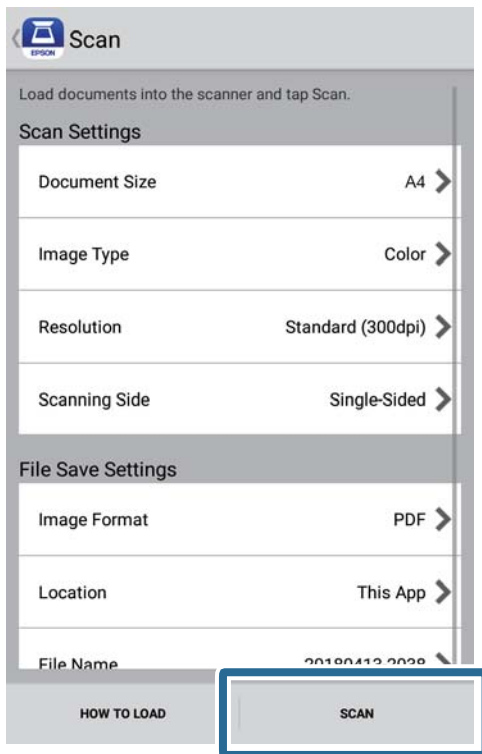 EPSON
Scan
Load documents into the scanner and tap Scan.
Scan Settings
Document Size A4
Image Type Color
Resolution Standard (300dpi)
Scanning Side Single-Sided
File Save Settings
Image Format PDF
Location This App
File Name 20180413 2038
HOW TO LOAD SCAN